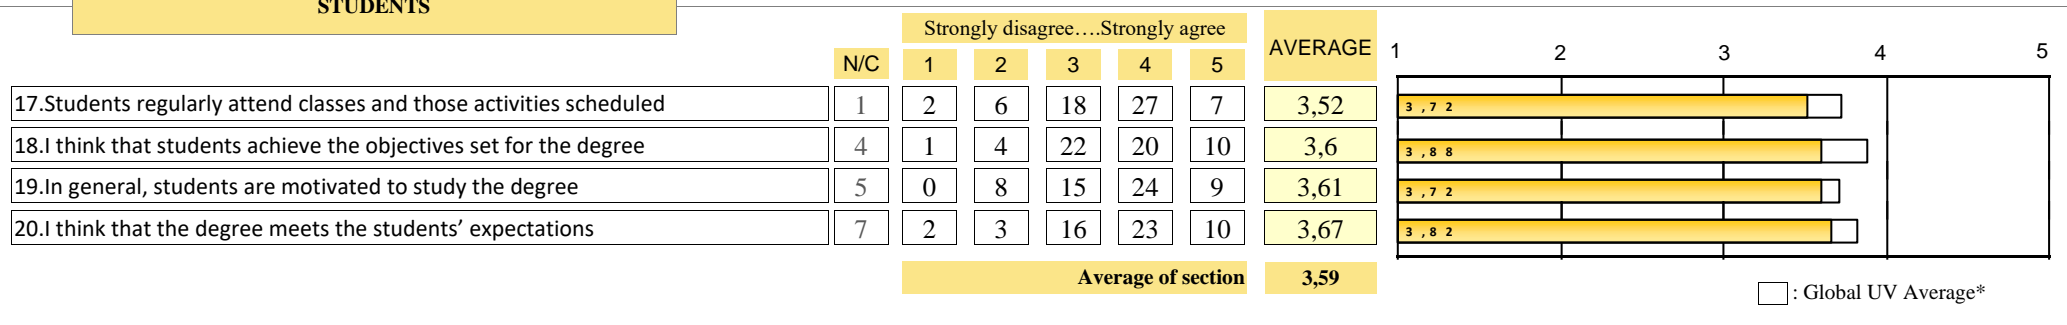 STUDENTS
Strongly disagree….Strongly agree
AVERAGE
1 2 3 4 5
N/C 1 2 3 4 5
17.Students regularly attend classes and those activities scheduled 1 2 6 18 27 7 3,52 3,72
18.I think that students achieve the objectives set for the degree 4 1 4 22 20 10 3,6 3,88
19.In general, students are motivated to study the degree 5 0 8 15 24 9 3,61 3,72
20.I think that the degree meets the students’ expectations 7 2 3 16 23 10 3,67 3,82
Average of section 3,59
: Global UV Average*